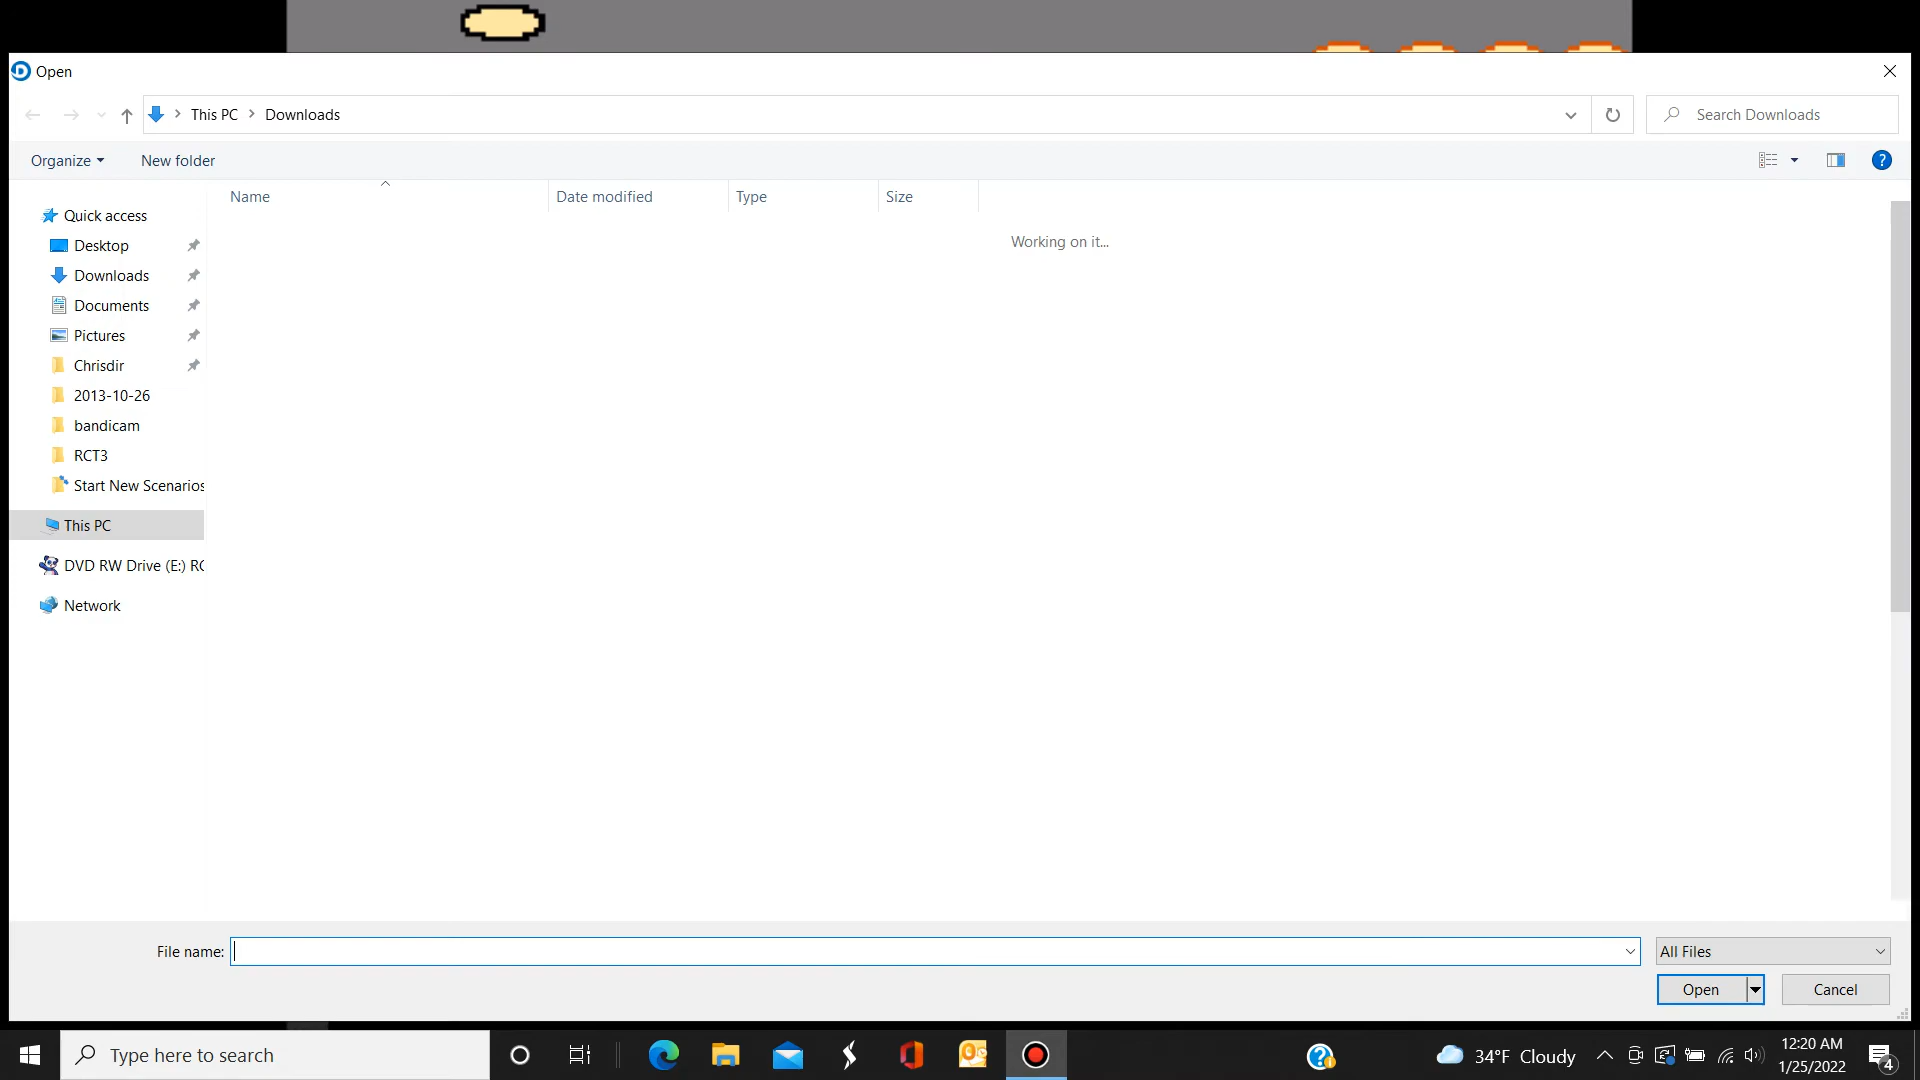 Open
This PC > Downloads
Search Downloads
Organize
New folder
Name
Date modified
Type
Size
Working on it...
Quick access
Desktop
Downloads
Documents
Pictures
Chrisdir
2013-10-26
bandicam
RCT3
Start New Scenarios
This PC
DVD RW Drive (E:) RC
Network
File name:
All Files
Open
Cancel
Type here to search
34°F Cloudy
12:20 AM
1/25/2022
4